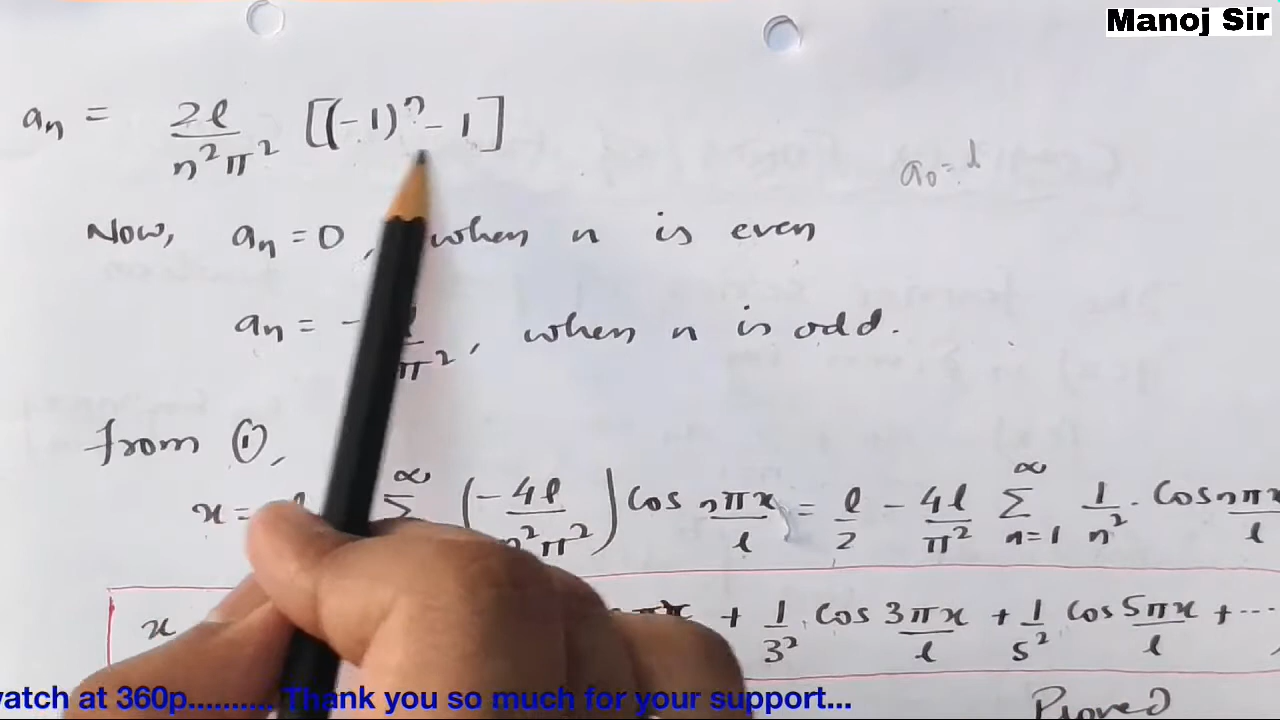 Manoj Sir
aₙ = 2l/n²π² [(-1)ⁿ - 1]
a₀ = l
Now, aₙ = 0, when n is even
aₙ = - l/π², when n is odd.
from ①,
x = ∞∑ (-4l/n²π²) cos nπx/l = l/2 - 4l/π² ∞∑n=1 1/n² . cos nπx/l
x + 1/3² cos 3πx/l + 1/5² cos 5πx/l + ...
watch at 360p.......... Thank you so much for your support...
Proved